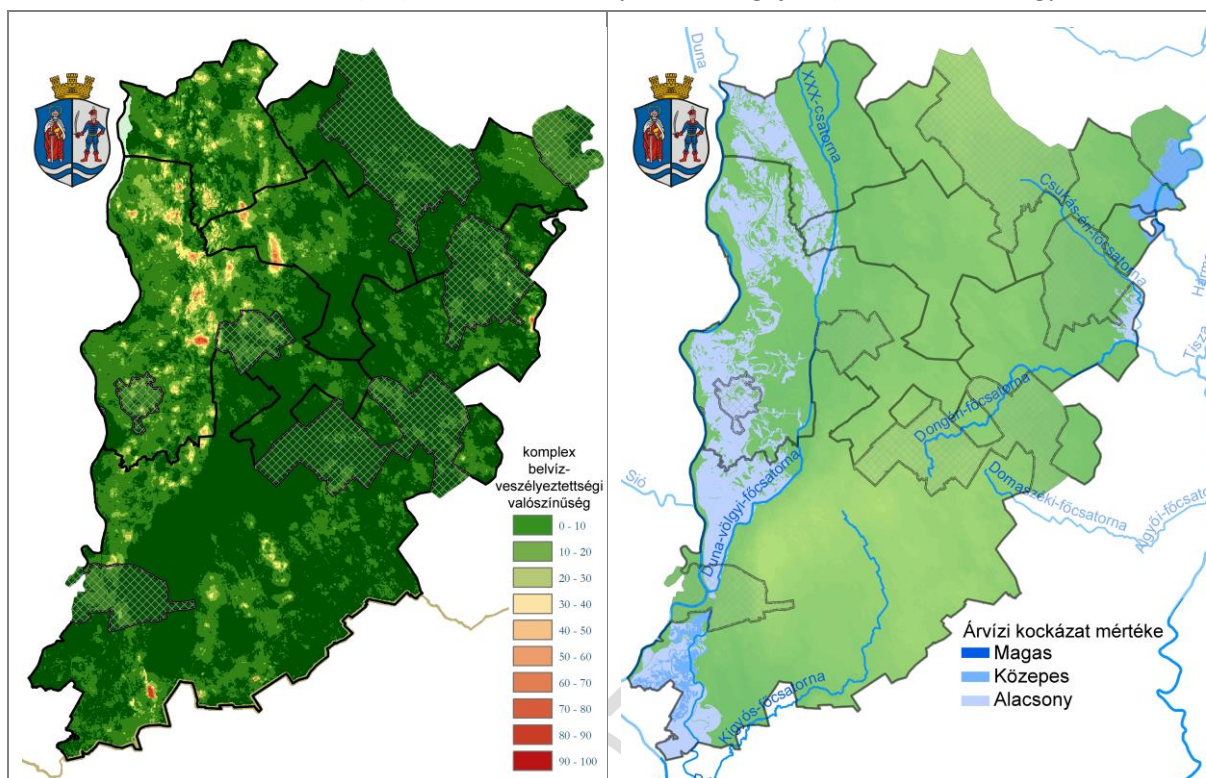 komplex
belvíz-
veszélyeztettségi
valószínűség
0 - 10
10 - 20
20 - 30
30 - 40
40 - 50
50 - 60
60 - 70
70 - 80
80 - 90
90 - 100
Duna
XXX-csatorna
Csukás-éri-főcsatorna
Tisza
Dongéri-főcsatorna
Domaszéki-főcsatorna
Algyői-főcsatorna
Sió
Duna-völgyi-főcsatorna
Kígyós-főcsatorna
Árvízi kockázat mértéke
Magas
Közepes
Alacsony